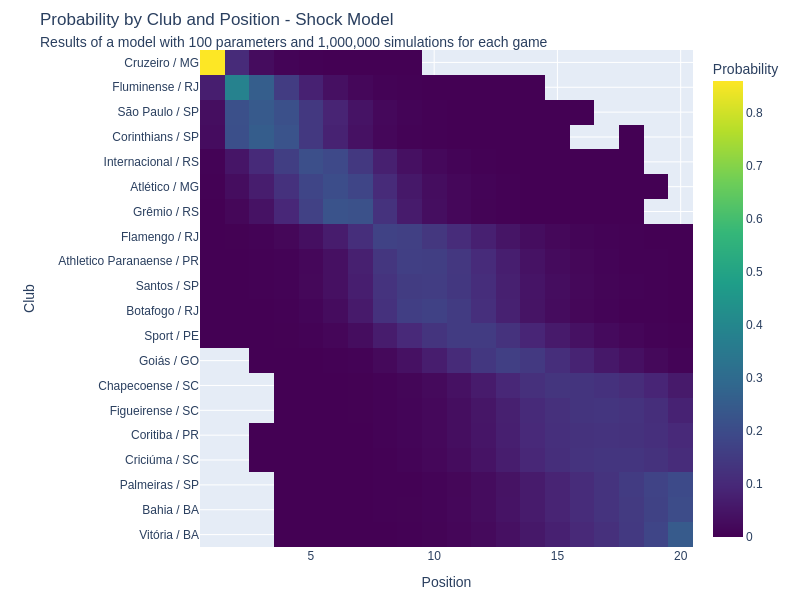 Probability by Club and Position - Shock Model
Results of a model with 100 parameters and 1,000,000 simulations for each game
Probability
Club
Cruzeiro / MG
Fluminense / RJ
São Paulo / SP
Corinthians / SP
Internacional / RS
Atlético / MG
Grêmio / RS
Flamengo / RJ
Athletico Paranaense / PR
Santos / SP
Botafogo / RJ
Sport / PE
Goiás / GO
Chapecoense / SC
Figueirense / SC
Coritiba / PR
Criciúma / SC
Palmeiras / SP
Bahia / BA
Vitória / BA
5 10 15 20
Position
0.8
0.7
0.6
0.5
0.4
0.3
0.2
0.1
0